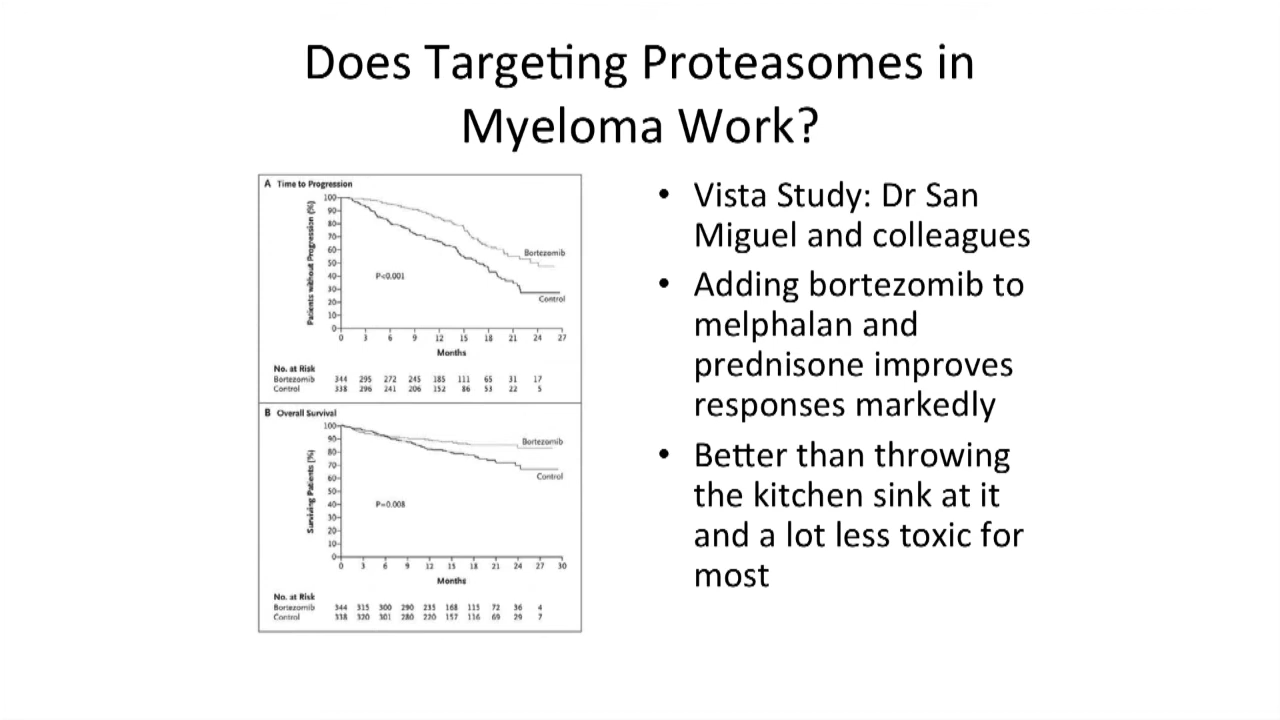 Does Targeting Proteasomes in
Myeloma Work?
A Time to Progression
Patients without Progression (%)
100
90
80
70
60
50
40
30
20
10
0
P<0.001
Bortezomib
Control
0 3 6 9 12 15 18 21 24 27
Months
No. at Risk
Bortezomib 344 295 272 245 185 111 65 31 17
Control 338 296 241 206 152 86 53 22 5
B Overall Survival
Surviving Patients (%)
100
90
80
70
60
50
40
30
20
10
0
Bortezomib
Control
P=0.008
0 3 6 9 12 15 18 21 24 27 30
Months
No. at Risk
Bortezomib 344 315 300 290 235 168 115 72 36 4
Control 338 320 301 280 220 157 116 69 29 7
• Vista Study: Dr San
Miguel and colleagues
• Adding bortezomib to
melphalan and
prednisone improves
responses markedly
• Better than throwing
the kitchen sink at it
and a lot less toxic for
most